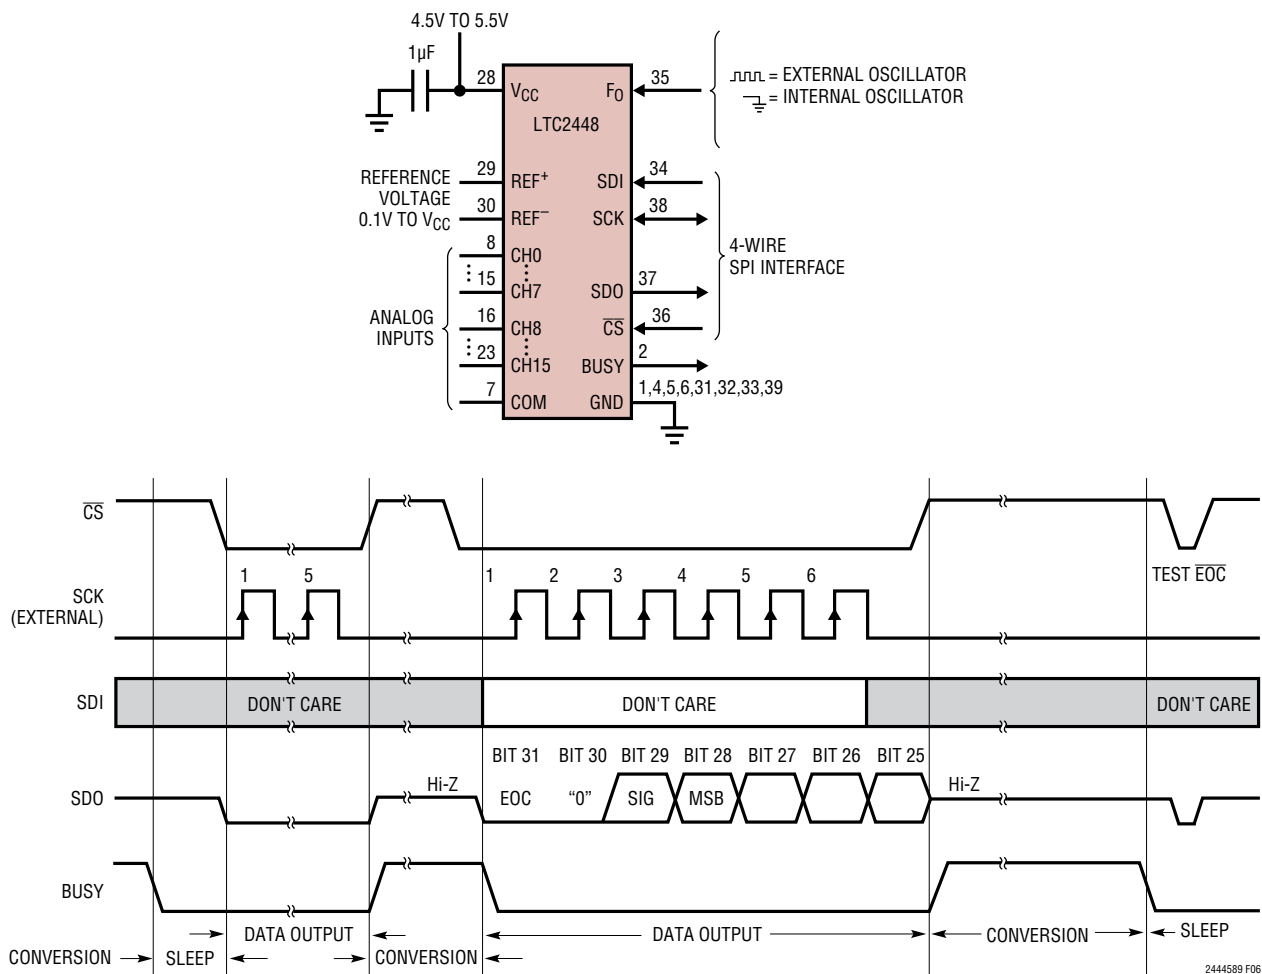 4.5V TO 5.5V
1µF
28
VCC
FO
35
= EXTERNAL OSCILLATOR
= INTERNAL OSCILLATOR
LTC2448
REFERENCE
VOLTAGE
0.1V TO VCC
29
REF+
SDI
34
30
REF–
SCK
38
4-WIRE
SPI INTERFACE
8
CH0
15
CH7
SDO
37
ANALOG
INPUTS
16
CH8
CS
36
23
CH15
BUSY
2
7
COM
GND
1,4,5,6,31,32,33,39
CS
TEST EOC
SCK
(EXTERNAL)
1 5 1 2 3 4 5 6
SDI
DON'T CARE DON'T CARE DON'T CARE
BIT 31 BIT 30 BIT 29 BIT 28 BIT 27 BIT 26 BIT 25
SDO
Hi-Z EOC “0” SIG MSB Hi-Z
BUSY
DATA OUTPUT DATA OUTPUT CONVERSION SLEEP
CONVERSION SLEEP CONVERSION
2444589 F06